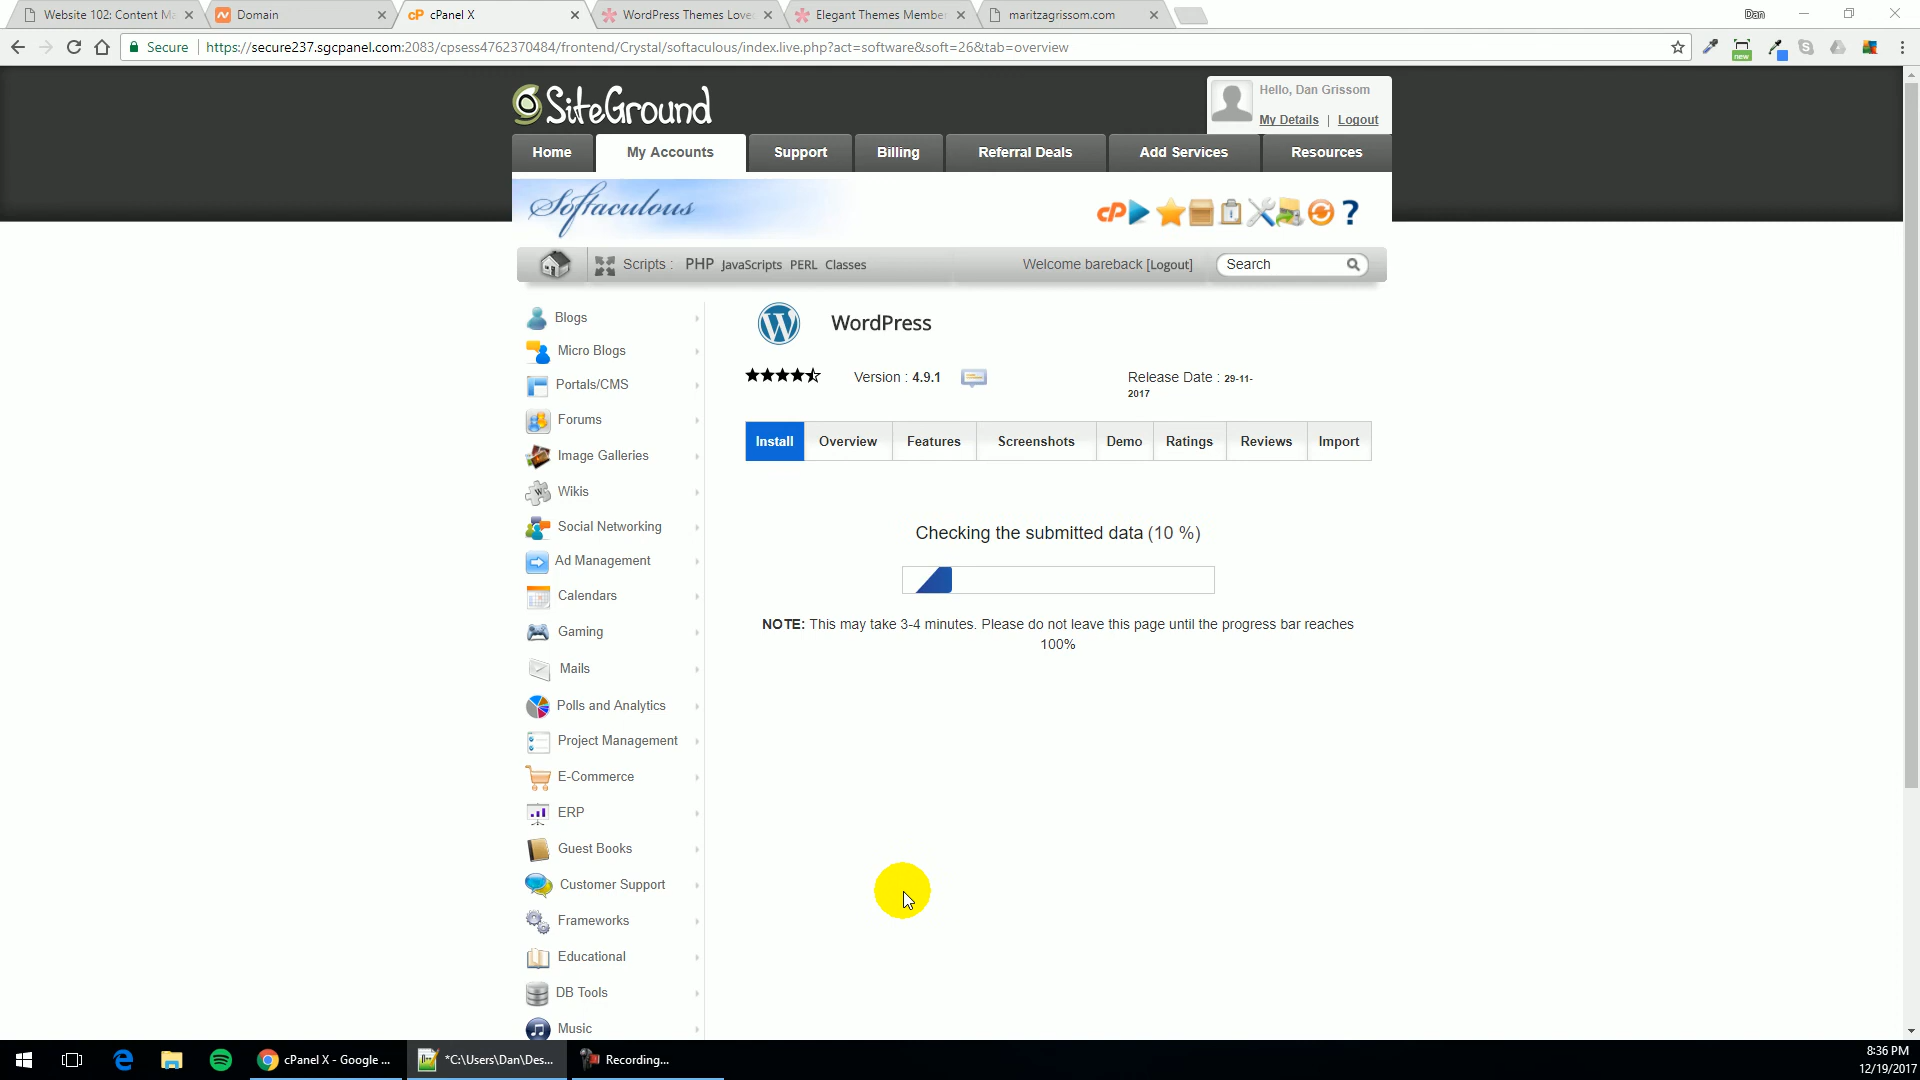 Website 102: Content Ma
Domain
cPanel X
WordPress Themes Love
Elegant Themes Membe
maritzagrissom.com
Dan
Secure
https://secure237.sgcpanel.com:2083/cpsess4762370484/frontend/Crystal/softaculous/index.live.php?act=software&soft=26&tab=overview
new
SiteGround
Hello, Dan Grissom
My Details | Logout
Home
My Accounts
Support
Billing
Referral Deals
Add Services
Resources
Softaculous
cP
?
Scripts : PHP JavaScripts PERL Classes
Welcome bareback [Logout]
Search
Blogs
Micro Blogs
Portals/CMS
Forums
Image Galleries
Wikis
Social Networking
Ad Management
Calendars
Gaming
Mails
Polls and Analytics
Project Management
E-Commerce
ERP
Guest Books
Customer Support
Frameworks
Educational
DB Tools
Music
WordPress
Version : 4.9.1
Release Date : 29-11-
2017
Install
Overview
Features
Screenshots
Demo
Ratings
Reviews
Import
Checking the submitted data (10 %)
NOTE: This may take 3-4 minutes. Please do not leave this page until the progress bar reaches
100%
cPanel X - Google ...
*C:\Users\Dan\Des...
Recording...
8:36 PM
12/19/2017